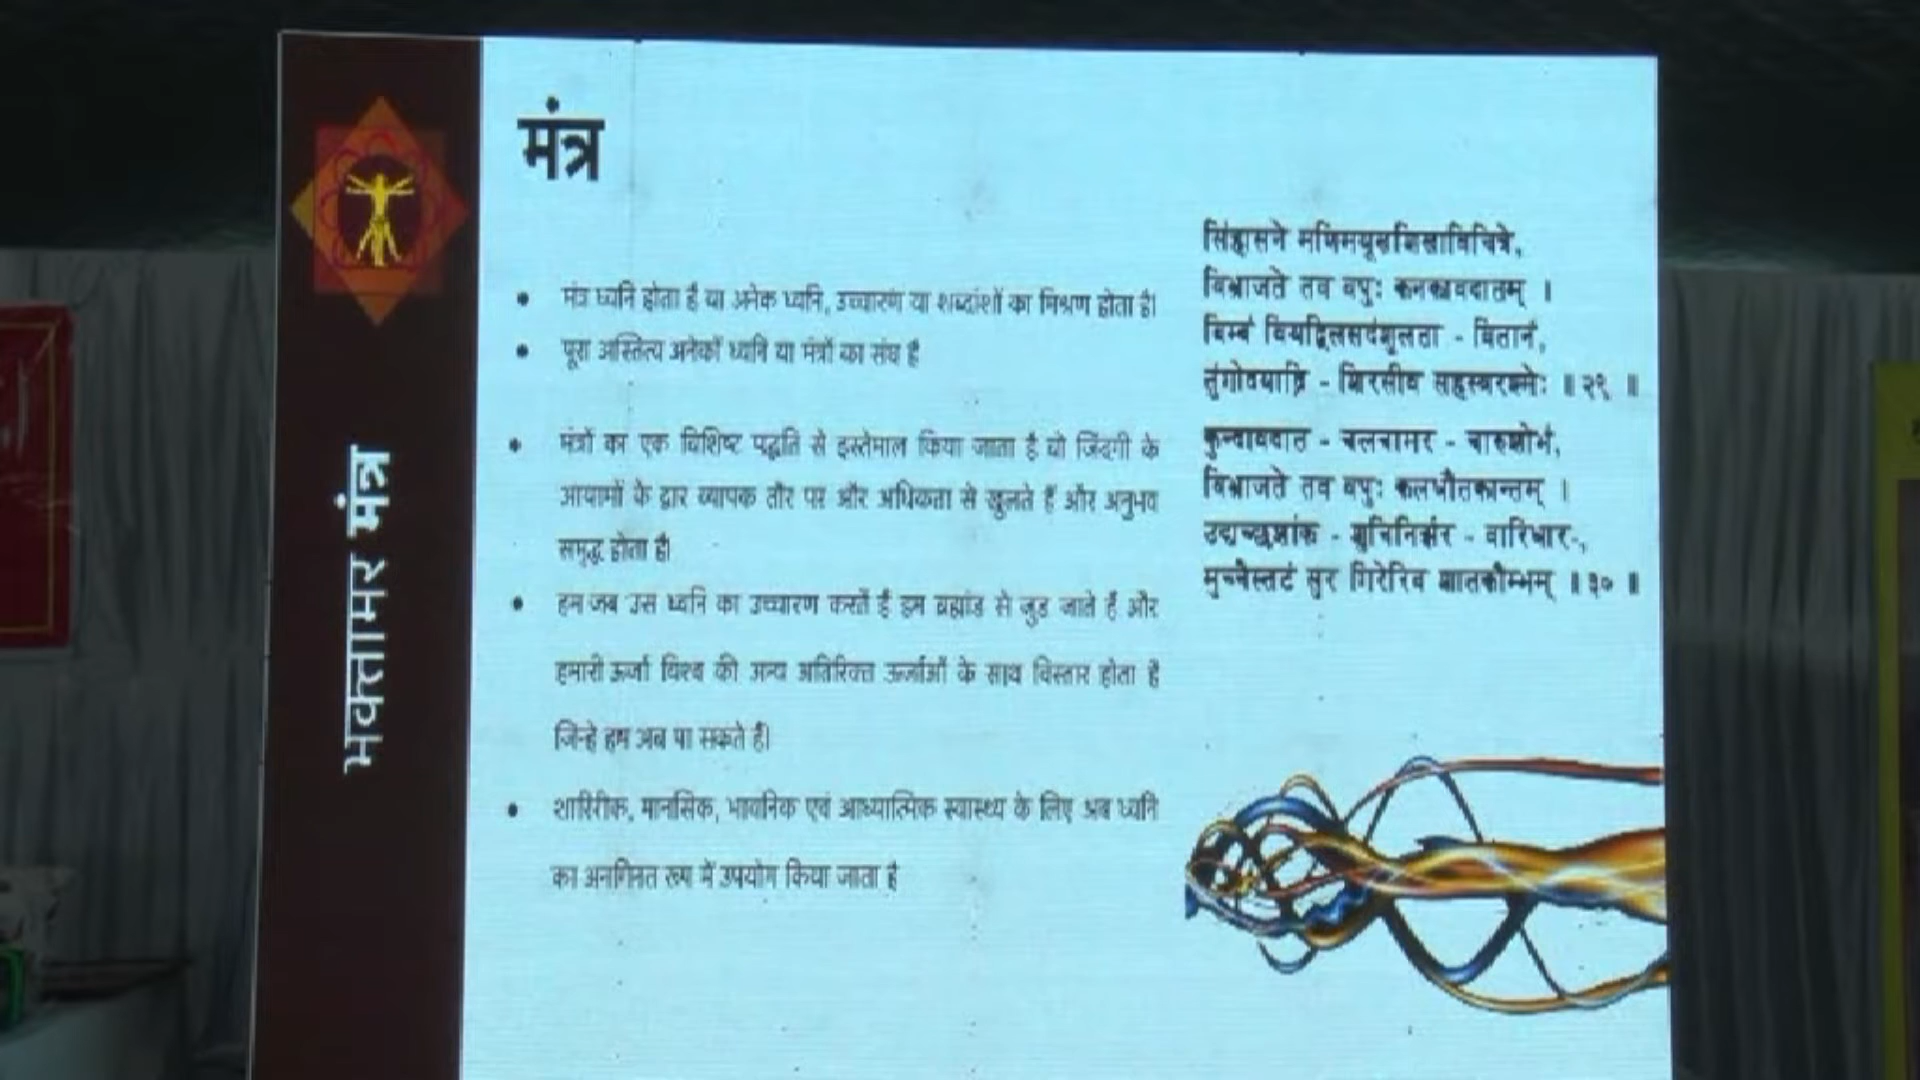 मंत्र
मंत्र ध्वनि होता है या अनेक ध्वनि, उच्चारण या शब्दांशों का मिश्रण होता है।
पूरा अस्तित्व अनेकों ध्वनि या मंत्रों का संघ है
मंत्रों का एक विशिष्ट पद्धति से इस्तेमाल किया जाता है तो जिंदगी के
आयामों के द्वार व्यापक तौर पर और अधिकता से खुलते हैं और अनुभव
समृद्ध होता है।
हम जब उस ध्वनि का उच्चारण करते हैं हम ब्रह्मांड से जुड जाते हैं और
हमारी ऊर्जा विश्व की अन्य अतिरिक्त ऊर्जाओं के साथ विस्तार होता है
जिन्हे हम अब पा सकते हैं।
शारिरीक, मानसिक, भावनिक एवं आध्यात्मिक स्वास्थ्य के लिए अब ध्वनि
का अनगिनत रूप में उपयोग किया जाता है
सिंहासने मणिमयूखशिखाविचित्रे,
विभ्राजते तव वपुः कनकावदातम् ।
बिम्बं वियद्विलसदंशुलता - वितानं,
तुंगोदयाद्रि - शिरसीव सहस्त्ररश्मेः ॥ २९ ॥
कुन्दावदात - चलचामर - चारुशोभं,
विभ्राजते तव वपुः कलधौतकान्तम् ।
उद्यच्छशांक - शुचिनिर्झर - वारिधार-,
मुच्चैस्तटं सुर गिरेरिव शातकौम्भम् ॥ ३० ॥
भक्तामर मंत्र